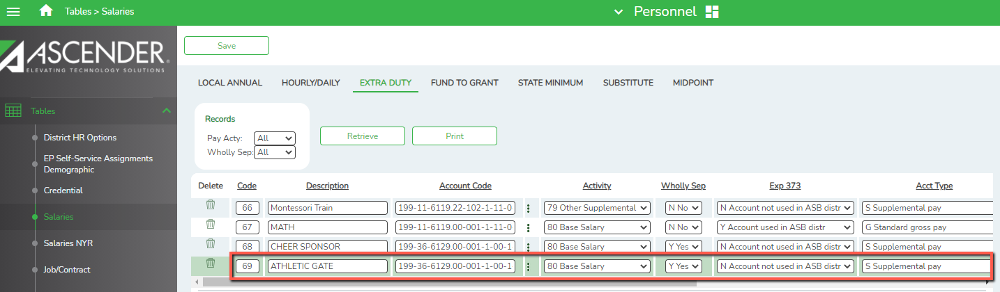 Tables > Salaries
Personnel
ASCENDER®
ELEVATING TECHNOLOGY SOLUTIONS
Tables
District HR Options
EP Self-Service Assignments
Demographic
Credential
Salaries
Salaries NYR
Job/Contract
Save
LOCAL ANNUAL HOURLY/DAILY EXTRA DUTY FUND TO GRANT STATE MINIMUM SUBSTITUTE MIDPOINT
Records
Pay Acty: All
Wholly Sep: All
Retrieve Print
Delete Code Description Account Code Activity Wholly Sep Exp 373 Acct Type
66 Montessori Train 199-11-6119.22-102-1-11-0 79 Other Supplemental N No N Account not used in ASB distr S Supplemental pay
67 MATH 199-11-6119.00-001-1-11-0 80 Base Salary N No Y Account used in ASB distr G Standard gross pay
68 CHEER SPONSOR 199-36-6129.00-001-1-00-1 80 Base Salary Y Yes N Account not used in ASB distr S Supplemental pay
69 ATHLETIC GATE 199-36-6129.00-001-1-00-1 80 Base Salary Y Yes N Account not used in ASB distr S Supplemental pay